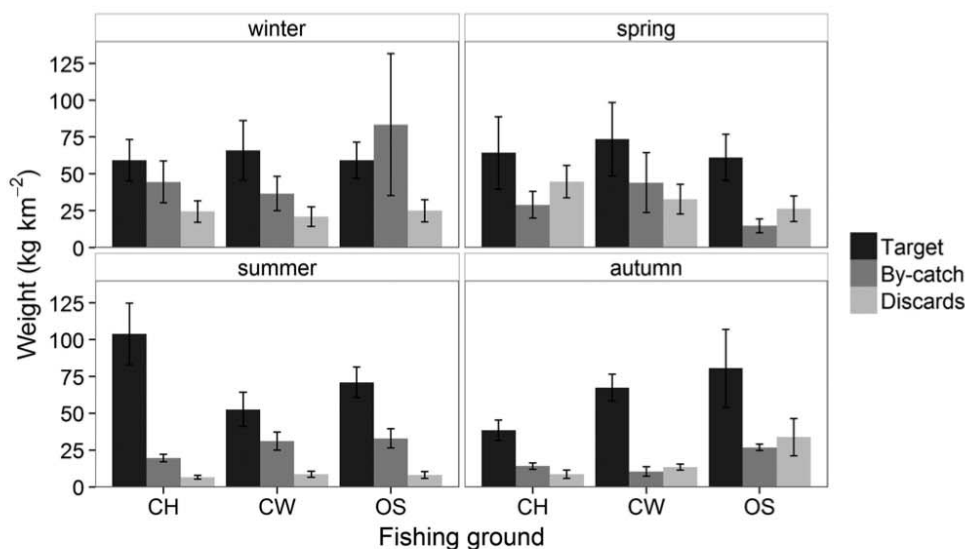 winter
spring
125
100
75
50
25
0
summer
autumn
125
100
75
50
25
0
CH
CW
OS
CH
CW
OS
Weight (kg km⁻²)
Fishing ground
Target
By-catch
Discards